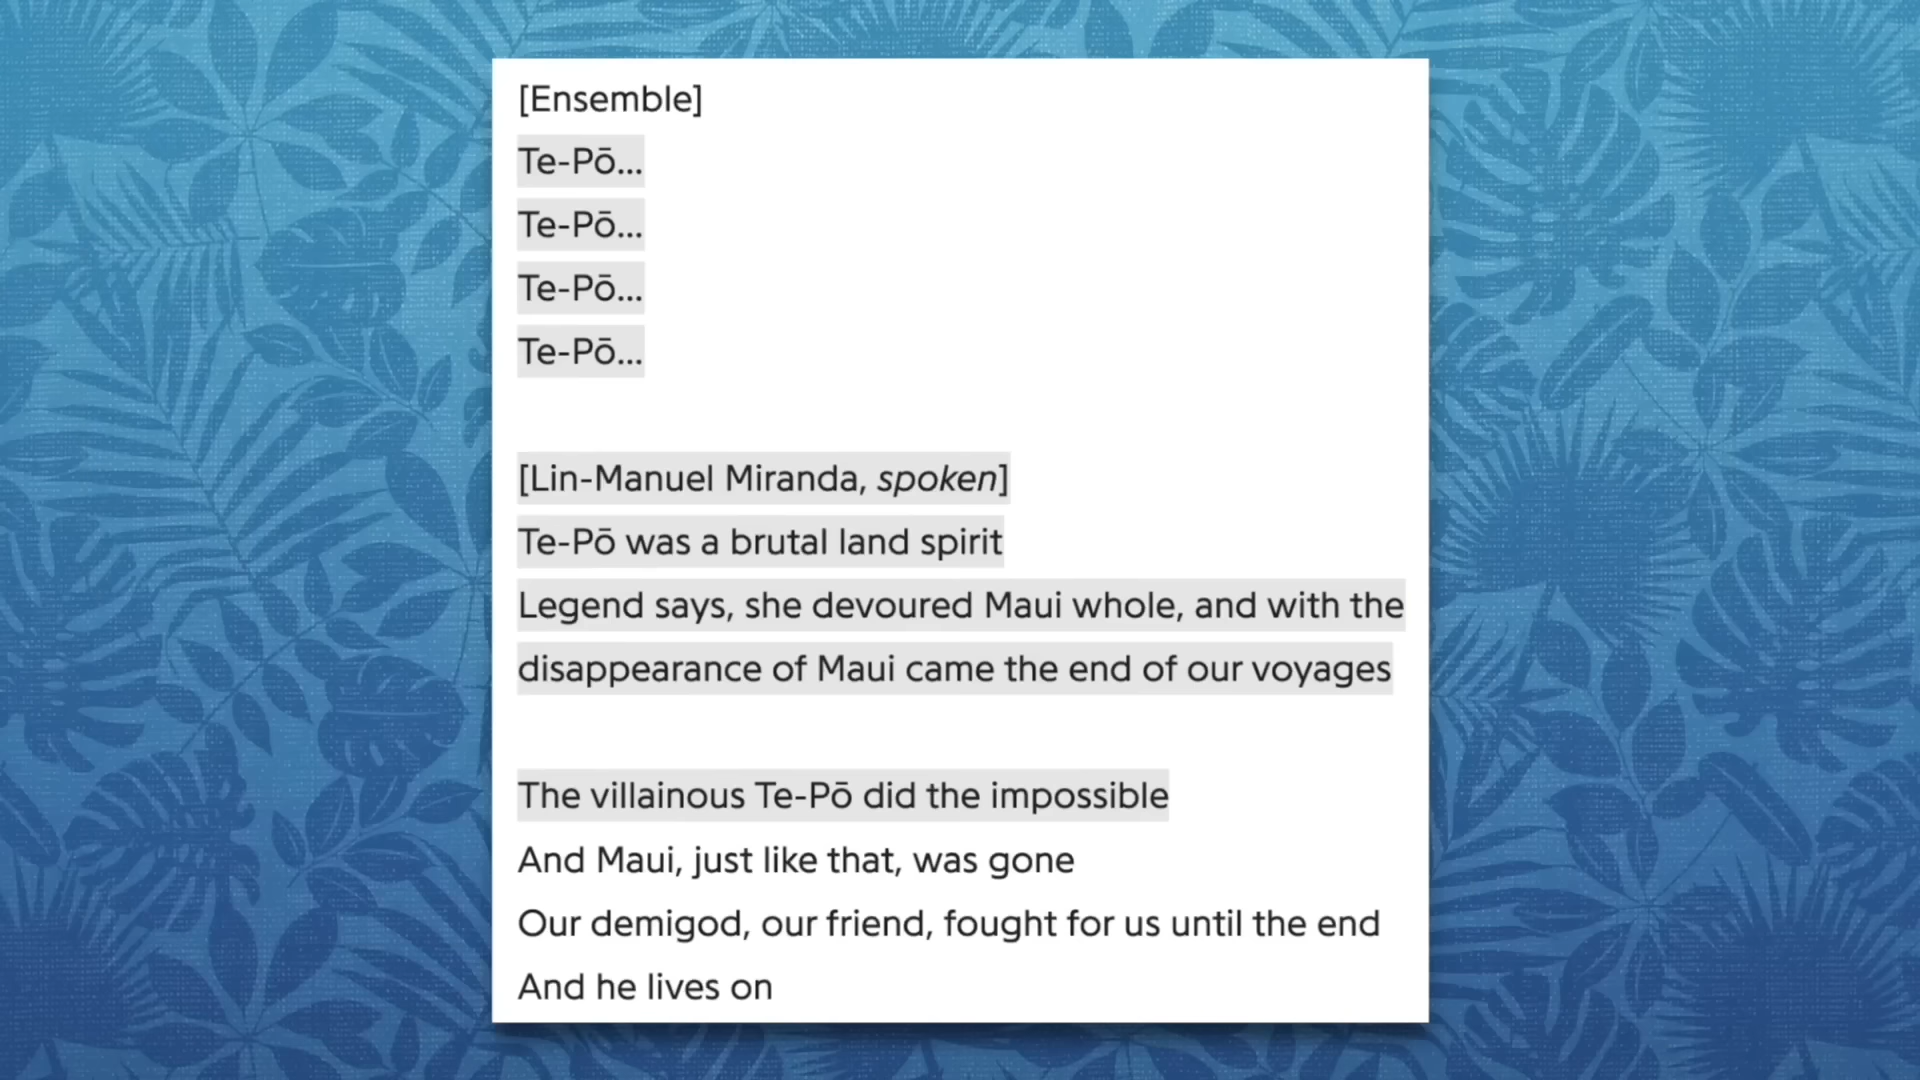 [Ensemble]
Te-Pō...
Te-Pō...
Te-Pō...
Te-Pō...
[Lin-Manuel Miranda, spoken]
Te-Pō was a brutal land spirit
Legend says, she devoured Maui whole, and with the
disappearance of Maui came the end of our voyages
The villainous Te-Pō did the impossible
And Maui, just like that, was gone
Our demigod, our friend, fought for us until the end
And he lives on